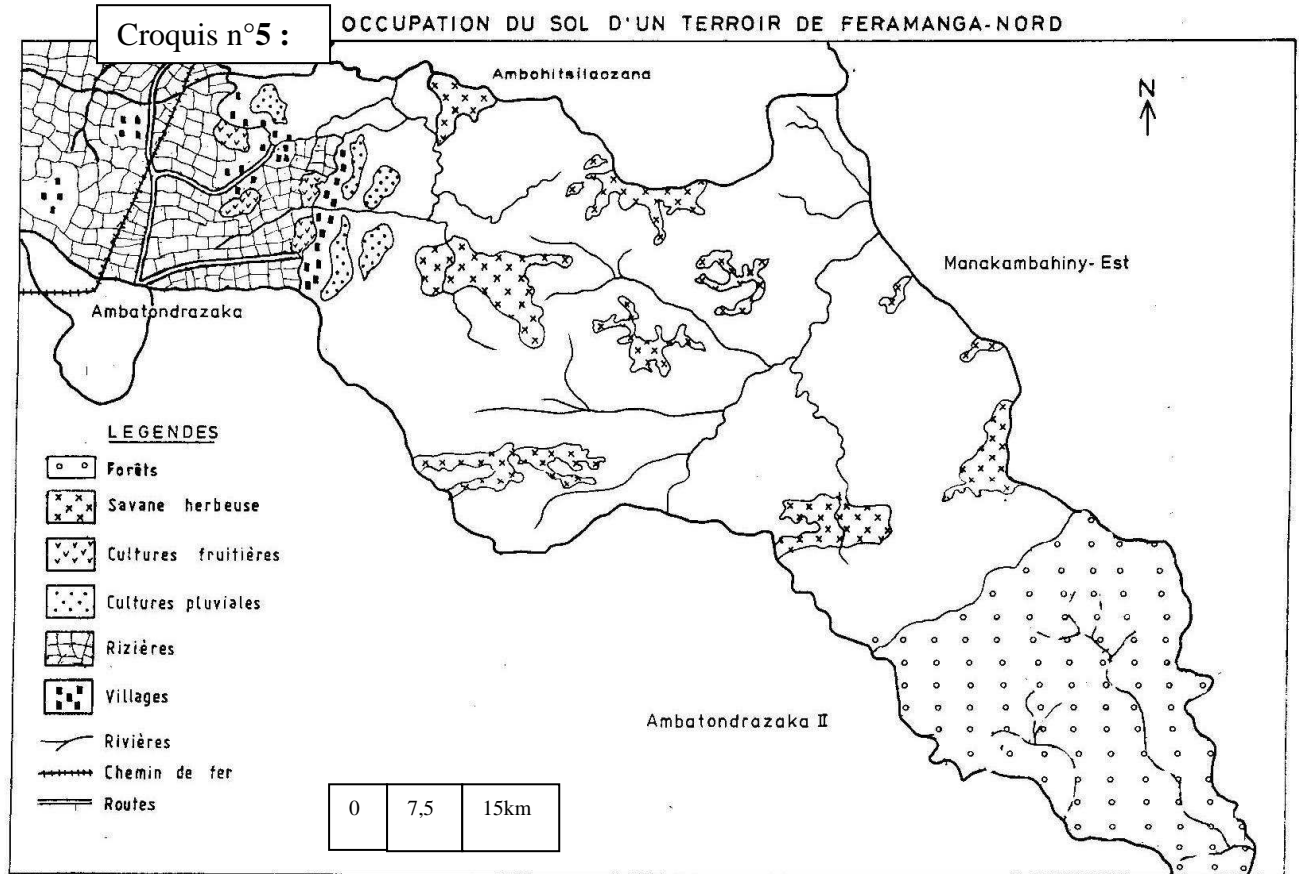 Croquis n°5 :
OCCUPATION DU SOL D'UN TERROIR DE FERAMANGA-NORD
Ambohitsilaozana
N
Manakambahiny-Est
Ambatondrazaka
LEGENDES
Forêts
Savane herbeuse
Cultures fruitières
Cultures pluviales
Rizières
Villages
Rivières
Chemin de fer
Routes
Ambatondrazaka II
0 7,5 15km